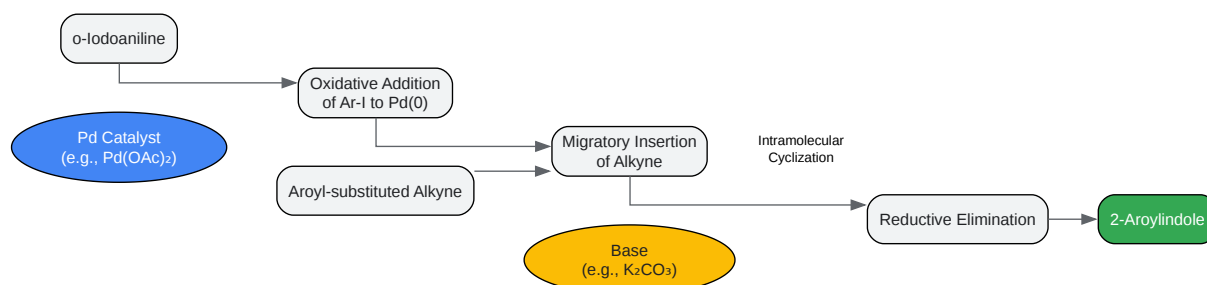 o-Iodoaniline
Oxidative Addition
of Ar-I to Pd(0)
Pd Catalyst
(e.g., Pd(OAc)₂)
Migratory Insertion
of Alkyne
Intramolecular
Cyclization
Aroyl-substituted Alkyne
Reductive Elimination
2-Aroylindole
Base
(e.g., K₂CO₃)